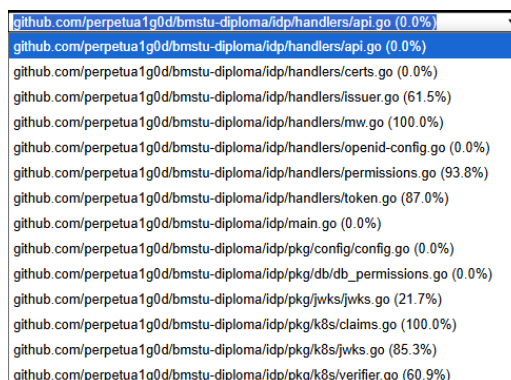 github.com/perpetua1g0d/bmstu-diploma/idp/handlers/api.go (0.0%)
github.com/perpetua1g0d/bmstu-diploma/idp/handlers/api.go (0.0%)
github.com/perpetua1g0d/bmstu-diploma/idp/handlers/certs.go (0.0%)
github.com/perpetua1g0d/bmstu-diploma/idp/handlers/issuer.go (61.5%)
github.com/perpetua1g0d/bmstu-diploma/idp/handlers/mw.go (100.0%)
github.com/perpetua1g0d/bmstu-diploma/idp/handlers/openid-config.go (0.0%)
github.com/perpetua1g0d/bmstu-diploma/idp/handlers/permissions.go (93.8%)
github.com/perpetua1g0d/bmstu-diploma/idp/handlers/token.go (87.0%)
github.com/perpetua1g0d/bmstu-diploma/idp/main.go (0.0%)
github.com/perpetua1g0d/bmstu-diploma/idp/pkg/config/config.go (0.0%)
github.com/perpetua1g0d/bmstu-diploma/idp/pkg/db/db_permissions.go (0.0%)
github.com/perpetua1g0d/bmstu-diploma/idp/pkg/jwks/jwks.go (21.7%)
github.com/perpetua1g0d/bmstu-diploma/idp/pkg/k8s/claims.go (100.0%)
github.com/perpetua1g0d/bmstu-diploma/idp/pkg/k8s/jwks.go (85.3%)
github.com/perpetua1g0d/bmstu-diploma/idp/pkg/k8s/verifier.go (60.9%)